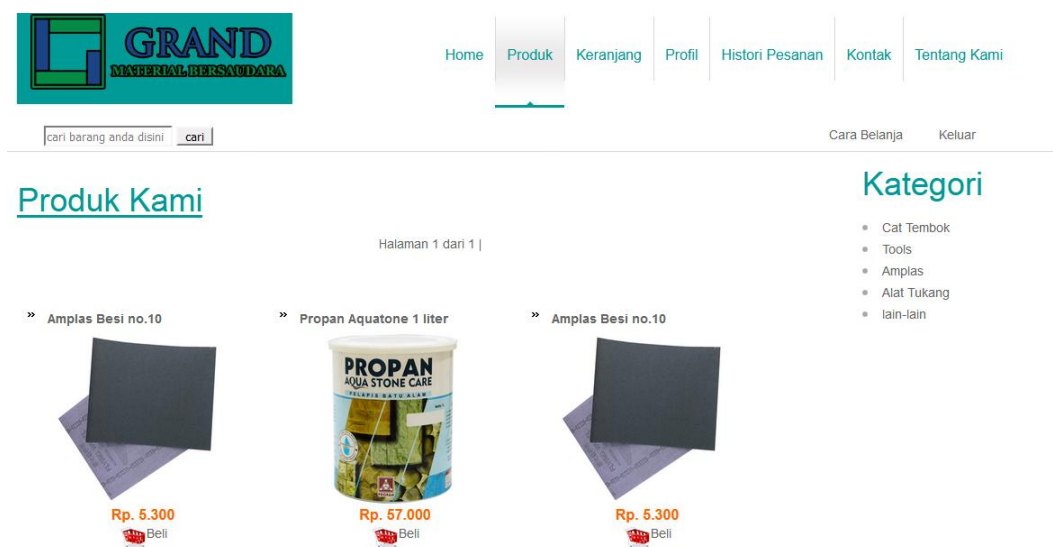 GRAND
MATERIAL BERSAUDARA
Home Produk Keranjang Profil Histori Pesanan Kontak Tentang Kami
cari barang anda disini cari
Cara Belanja Keluar
Produk Kami
Kategori
Halaman 1 dari 1 |
Cat Tembok
Tools
Amplas
Alat Tukang
lain-lain
» Amplas Besi no.10
» Propan Aquatone 1 liter
» Amplas Besi no.10
PROPAN
AQUA STONE CARE
PELAPIS BATU ALAM
Rp. 5.300
Rp. 57.000
Rp. 5.300
Beli
Beli
Beli